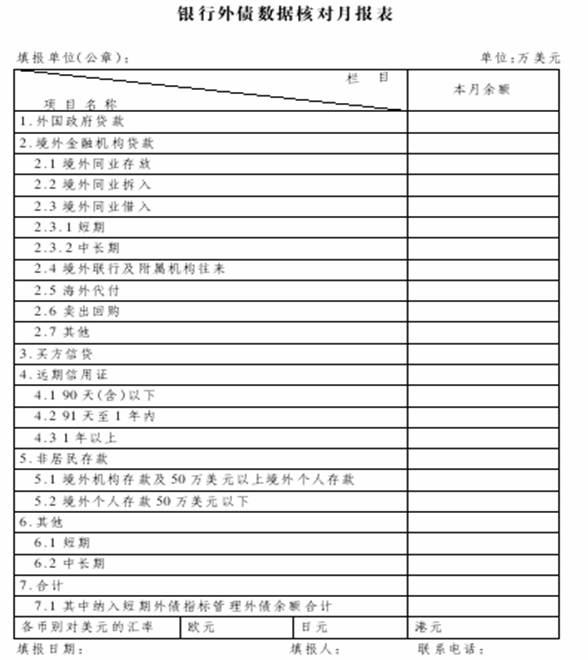 银行外债数据核对月报表
填报单位(公章): 单位:万美元
栏 目
项目名称 本月余额
1.外国政府贷款
2.境外金融机构贷款
2.1 境外同业存放
2.2 境外同业拆入
2.3 境外同业借入
2.3.1 短期
2.3.2 中长期
2.4 境外联行及附属机构往来
2.5 海外代付
2.6 卖出回购
2.7 其他
3.买方信贷
4.远期信用证
4.1 90 天(含)以下
4.2 91 天至 1 年内
4.3 1 年以上
5.非居民存款
5.1 境外机构存款及 50 万美元以上境外个人存款
5.2 境外个人存款 50 万美元以下
6.其他
6.1 短期
6.2 中长期
7.合计
7.1 其中纳入短期外债指标管理外债余额合计
各币别对美元的汇率 欧元 日元 港元
填报日期: 填报人: 联系电话: